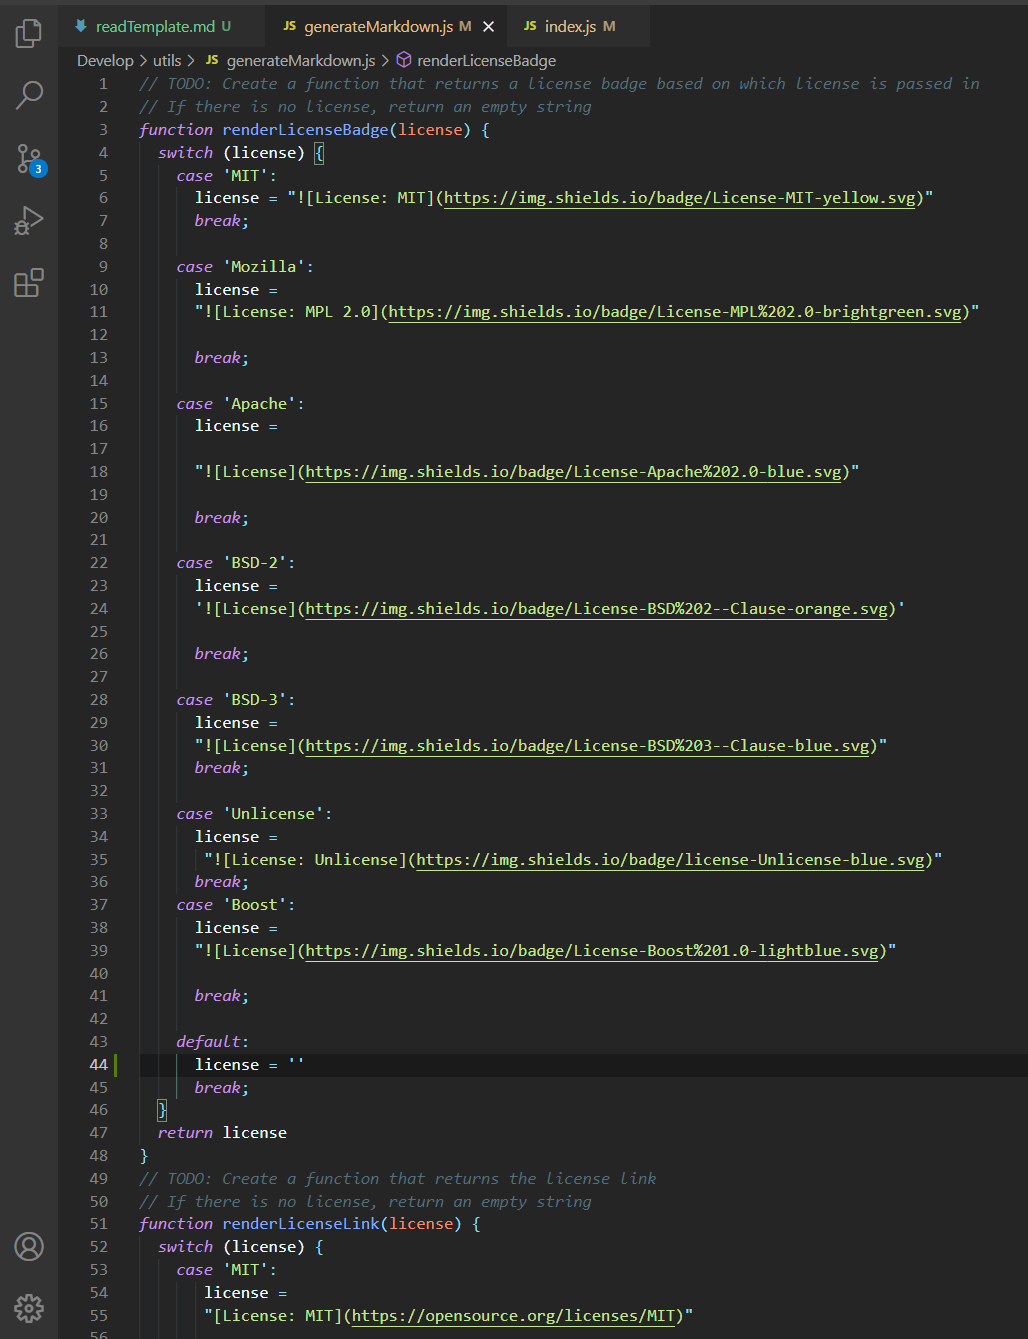 readTemplate.md U
JS generateMarkdown.js M
JS index.js M
Develop > utils > JS generateMarkdown.js > renderLicenseBadge
3
1 // TODO: Create a function that returns a license badge based on which license is passed in
2 // If there is no license, return an empty string
3 function renderLicenseBadge(license) {
4 switch (license) {
5 case 'MIT':
6 license = "![License: MIT](https://img.shields.io/badge/License-MIT-yellow.svg)"
7 break;
8
9 case 'Mozilla':
10 license =
11 "![License: MPL 2.0](https://img.shields.io/badge/License-MPL%202.0-brightgreen.svg)"
12
13 break;
14
15 case 'Apache':
16 license =
17
18 "![License](https://img.shields.io/badge/License-Apache%202.0-blue.svg)"
19
20 break;
21
22 case 'BSD-2':
23 license =
24 '![License](https://img.shields.io/badge/License-BSD%202--Clause-orange.svg)'
25
26 break;
27
28 case 'BSD-3':
29 license =
30 "![License](https://img.shields.io/badge/License-BSD%203--Clause-blue.svg)"
31 break;
32
33 case 'Unlicense':
34 license =
35 "![License: Unlicense](https://img.shields.io/badge/license-Unlicense-blue.svg)"
36 break;
37 case 'Boost':
38 license =
39 "![License](https://img.shields.io/badge/License-Boost%201.0-lightblue.svg)"
40
41 break;
42
43 default:
44 license = ''
45 break;
46 }
47 return license
48 }
49 // TODO: Create a function that returns the license link
50 // If there is no license, return an empty string
51 function renderLicenseLink(license) {
52 switch (license) {
53 case 'MIT':
54 license =
55 "[License: MIT](https://opensource.org/licenses/MIT)"
56